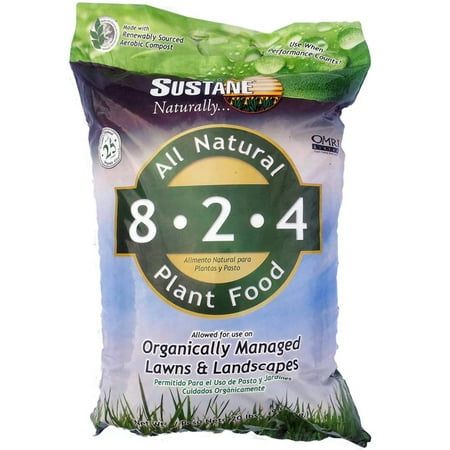 Made with
Renewably Sourced
Aerobic Compost
Use When
Performance Counts!
SUSTANE
Naturally...
OMRI
LISTED
All Natural
8•2•4
Alimento Natural para
Plantas y Pasto
Plant Food
Allowed for use on
Organically Managed
Lawns & Landscapes
Permitido Para el Uso de Pasto y Jardines
Cuidados Orgánicamente